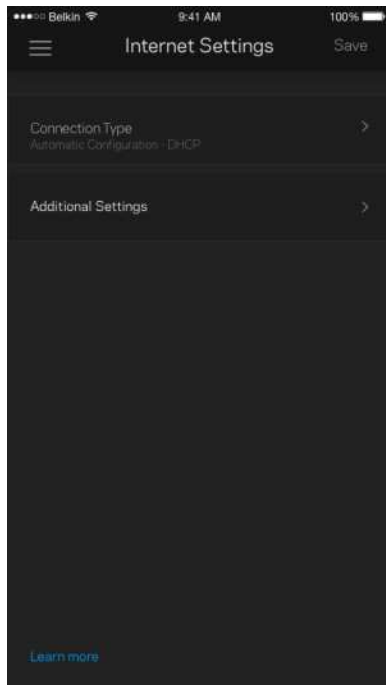 Belkin 9:41 AM 100%
Internet Settings Save
Connection Type
Automatic Configuration - DHCP
Additional Settings
Learn more